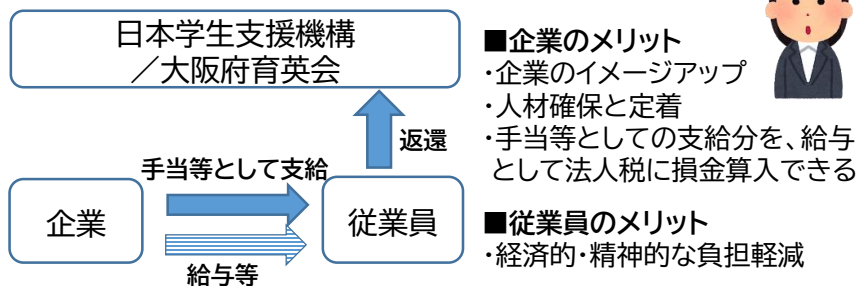 日本学生支援機構
／大阪府育英会
返還
手当等として支給
企業
従業員
給与等
■企業のメリット
・企業のイメージアップ
・人材確保と定着
・手当等としての支給分を、給与
として法人税に損金算入できる
■従業員のメリット
・経済的・精神的な負担軽減